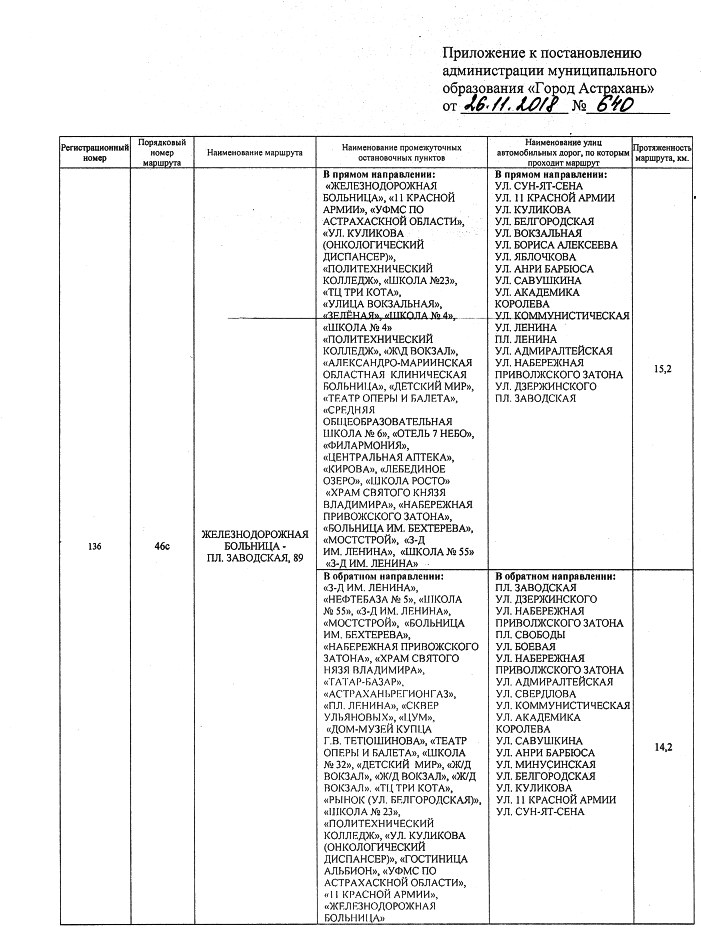 Приложение к постановлению
администрации муниципального
образования «Город Астрахань»
от 26.11.2018 № 640
Регистрационный
номер
Порядковый
номер
маршрута
Наименование маршрута
Наименование промежуточных
остановочных пунктов
Наименование улиц
автомобильных дорог, по которым
проходит маршрут
Протяженность
маршрута, км.
136
46с
ЖЕЛЕЗНОДОРОЖНАЯ
БОЛЬНИЦА -
ПЛ. ЗАВОДСКАЯ, 89
В прямом направлении:
«ЖЕЛЕЗНОДОРОЖНАЯ
БОЛЬНИЦА», «11 КРАСНОЙ
АРМИИ», «УФМС ПО
АСТРАХАСКОЙ ОБЛАСТИ»,
«УЛ. КУЛИКОВА
(ОНКОЛОГИЧЕСКИЙ
ДИСПАНСЕР)»,
«ПОЛИТЕХНИЧЕСКИЙ
КОЛЛЕДЖ», «ШКОЛА №23»,
«ТЦ ТРИ КОТА»,
«УЛИЦА ВОКЗАЛЬНАЯ»,
«ЗЕЛЁНАЯ», «ШКОЛА № 4»,
«ШКОЛА № 4»
«ПОЛИТЕХНИЧЕСКИЙ
КОЛЛЕДЖ», «Ж\Д ВОКЗАЛ»,
«АЛЕКСАНДРО-МАРИИНСКАЯ
ОБЛАСТНАЯ КЛИНИЧЕСКАЯ
БОЛЬНИЦА», «ДЕТСКИЙ МИР»,
«ТЕАТР ОПЕРЫ И БАЛЕТА»,
«СРЕДНЯЯ
ОБЩЕОБРАЗОВАТЕЛЬНАЯ
ШКОЛА № 6», «ОТЕЛЬ 7 НЕБО»,
«ФИЛАРМОНИЯ»,
«ЦЕНТРАЛЬНАЯ АПТЕКА»,
«КИРОВА», «ЛЕБЕДИНОЕ
ОЗЕРО», «ШКОЛА РОСТО»
«ХРАМ СВЯТОГО КНЯЗЯ
ВЛАДИМИРА», «НАБЕРЕЖНАЯ
ПРИВОЖСКОГО ЗАТОНА»,
«БОЛЬНИЦА ИМ. БЕХТЕРЕВА»,
«МОСТСТРОЙ», «З-Д
ИМ. ЛЕНИНА», «ШКОЛА № 55»
«З-Д ИМ. ЛЕНИНА»
В прямом направлении:
УЛ. СУН-ЯТ-СЕНА
УЛ. 11 КРАСНОЙ АРМИИ
УЛ. КУЛИКОВА
УЛ. БЕЛГОРОДСКАЯ
УЛ. ВОКЗАЛЬНАЯ
УЛ. БОРИСА АЛЕКСЕЕВА
УЛ. ЯБЛОЧКОВА
УЛ. АНРИ БАРБЮСА
УЛ. САВУШКИНА
УЛ. АКАДЕМИКА
КОРОЛЕВА
УЛ. КОММУНИСТИЧЕСКАЯ
УЛ. ЛЕНИНА
ПЛ. ЛЕНИНА
УЛ. АДМИРАЛТЕЙСКАЯ
УЛ. НАБЕРЕЖНАЯ
ПРИВОЛЖСКОГО ЗАТОНА
УЛ. ДЗЕРЖИНСКОГО
ПЛ. ЗАВОДСКАЯ
15,2
В обратном направлении:
«З-Д ИМ. ЛЕНИНА»,
«НЕФТЕБАЗА № 5», «ШКОЛА
№ 55», «З-Д ИМ. ЛЕНИНА»,
«МОСТСТРОЙ», «БОЛЬНИЦА
ИМ. БЕХТЕРЕВА»,
«НАБЕРЕЖНАЯ ПРИВОЖСКОГО
ЗАТОНА», «ХРАМ СВЯТОГО
НЯЗЯ ВЛАДИМИРА»,
«ТАТАР-БАЗАР»,
«АСТРАХАНЬРЕГИОНГАЗ»,
«ПЛ. ЛЕНИНА», «СКВЕР
УЛЬЯНОВЫХ», «ЦУМ»,
«ДОМ-МУЗЕЙ КУПЦА
Г.В. ТЕТЮШИНОВА», «ТЕАТР
ОПЕРЫ И БАЛЕТА», «ШКОЛА
№ 32», «ДЕТСКИЙ МИР», «Ж/Д
ВОКЗАЛ», «Ж/Д ВОКЗАЛ», «Ж/Д
ВОКЗАЛ». «ТЦ ТРИ КОТА»,
«РЫНОК (УЛ. БЕЛГОРОДСКАЯ)»,
«ШКОЛА № 23»,
«ПОЛИТЕХНИЧЕСКИЙ
КОЛЛЕДЖ», «УЛ. КУЛИКОВА
(ОНКОЛОГИЧЕСКИЙ
ДИСПАНСЕР)», «ГОСТИНИЦА
АЛЬБИОН», «УФМС ПО
АСТРАХАСКОЙ ОБЛАСТИ»,
«11 КРАСНОЙ АРМИИ»,
«ЖЕЛЕЗНОДОРОЖНАЯ
БОЛЬНИЦА»
В обратном направлении:
ПЛ. ЗАВОДСКАЯ
УЛ. ДЗЕРЖИНСКОГО
УЛ. НАБЕРЕЖНАЯ
ПРИВОЛЖСКОГО ЗАТОНА
ПЛ. СВОБОДЫ
УЛ. БОЕВАЯ
УЛ. НАБЕРЕЖНАЯ
ПРИВОЛЖСКОГО ЗАТОНА
УЛ. АДМИРАЛТЕЙСКАЯ
УЛ. СВЕРДЛОВА
УЛ. КОММУНИСТИЧЕСКАЯ
УЛ. АКАДЕМИКА
КОРОЛЕВА
УЛ. САВУШКИНА
УЛ. АНРИ БАРБЮСА
УЛ. МИНУСИНСКАЯ
УЛ. БЕЛГОРОДСКАЯ
УЛ. КУЛИКОВА
УЛ. 11 КРАСНОЙ АРМИИ
УЛ. СУН-ЯТ-СЕНА
14,2